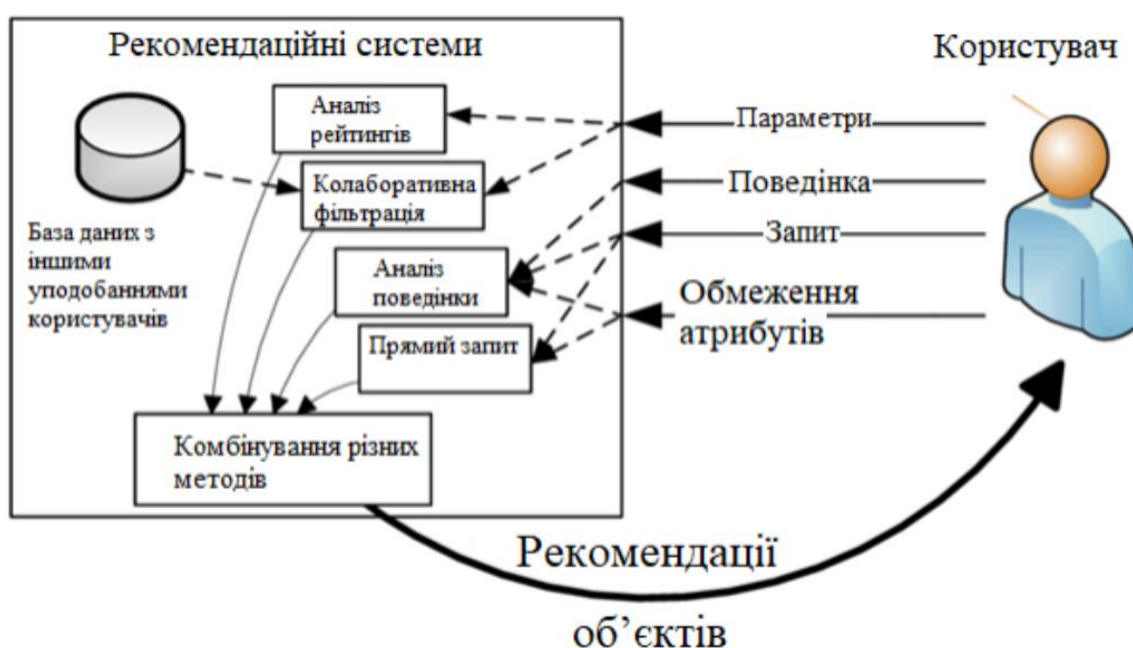 Рекомендаційні системи
Користувач
Аналіз
рейтингів
Колаборативна
фільтрація
База даних з
іншими
уподобаннями
користувачів
Аналіз
поведінки
Прямий запит
Комбінування різних
методів
Параметри
Поведінка
Запит
Обмеження
атрибутів
Рекомендації
об’єктів